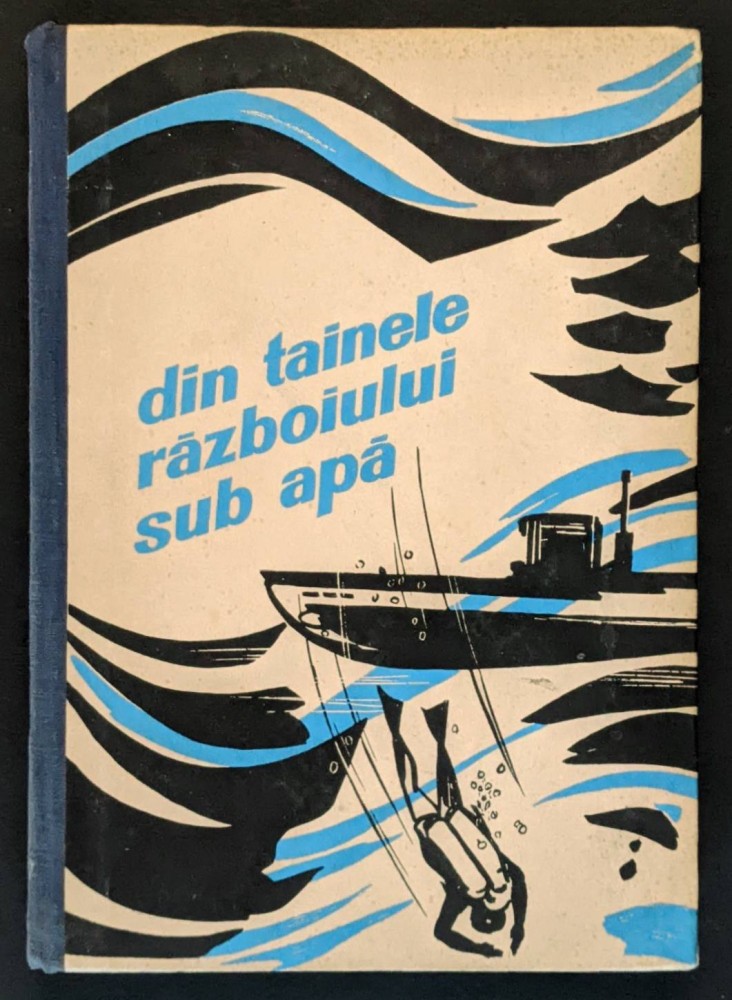 din tainele
războiului
sub apă